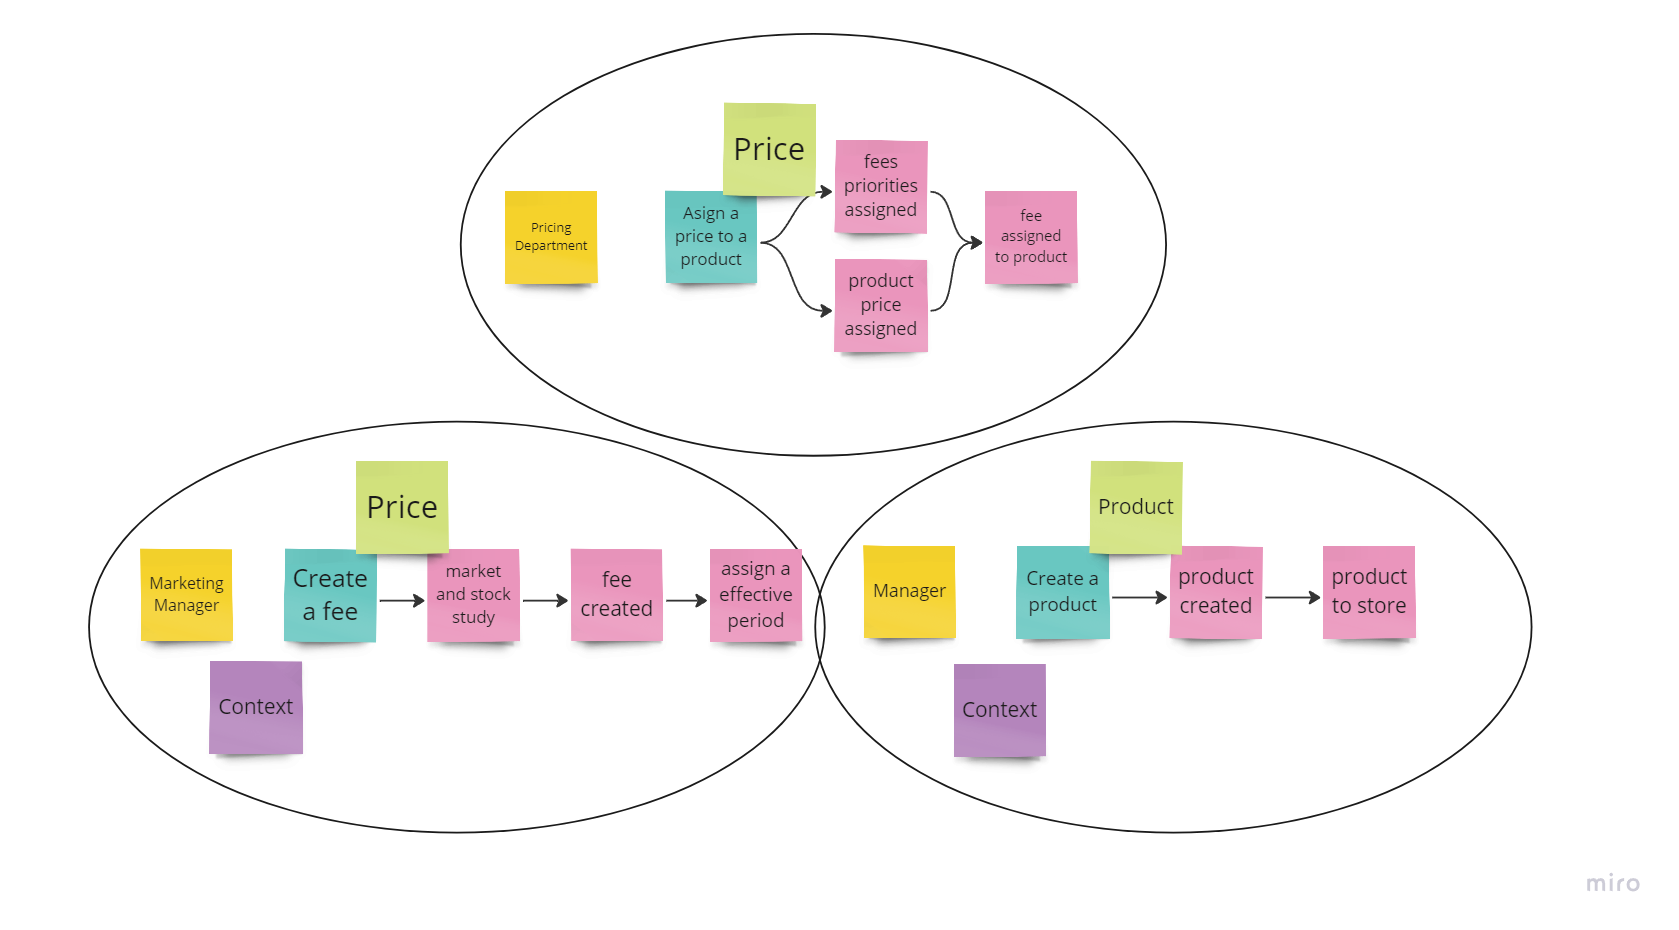 Price
fees
priorities
assigned
Pricing
Department
Asign a
price to a
product
fee
assigned
to product
product
price
assigned
Price
Marketing
Manager
Create
a fee
market
and stock
study
fee
created
assign a
effective
period
Context
Product
Manager
Create a
product
product
created
product
to store
Context
miro